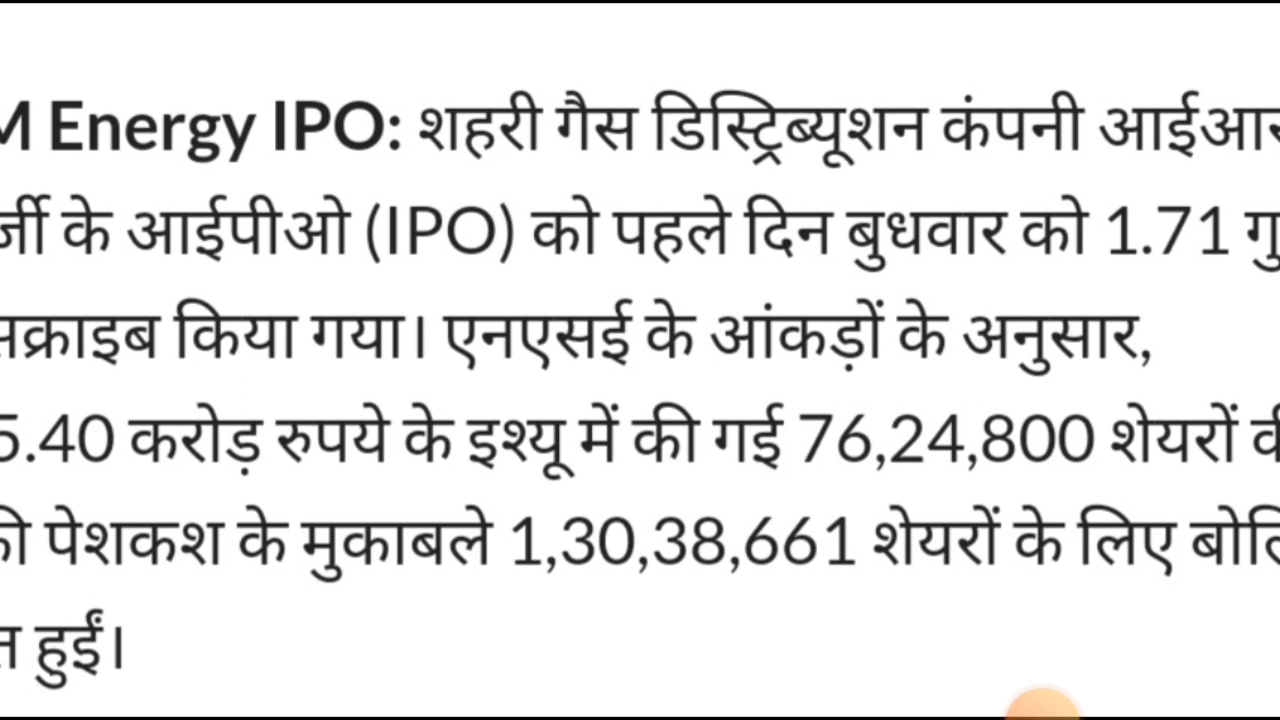 M Energy IPO: शहरी गैस डिस्ट्रिब्यूशन कंपनी आईआर
र्जी के आईपीओ (IPO) को पहले दिन बुधवार को 1.71 गु
सक्राइब किया गया। एनएसई के आंकड़ों के अनुसार,
5.40 करोड़ रुपये के इश्यू में की गई 76,24,800 शेयरों की
की पेशकश के मुकाबले 1,30,38,661 शेयरों के लिए बोलि
त हुईं।